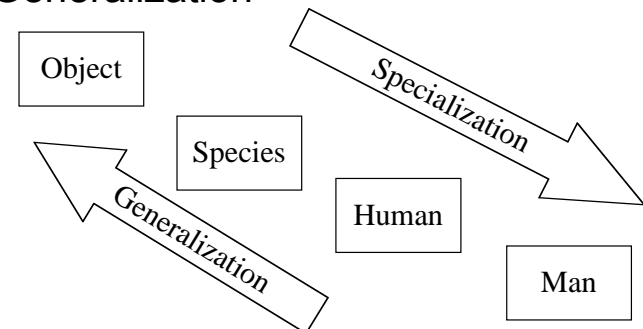 Generalization
Object
Specialization
Species
Generalization
Human
Man